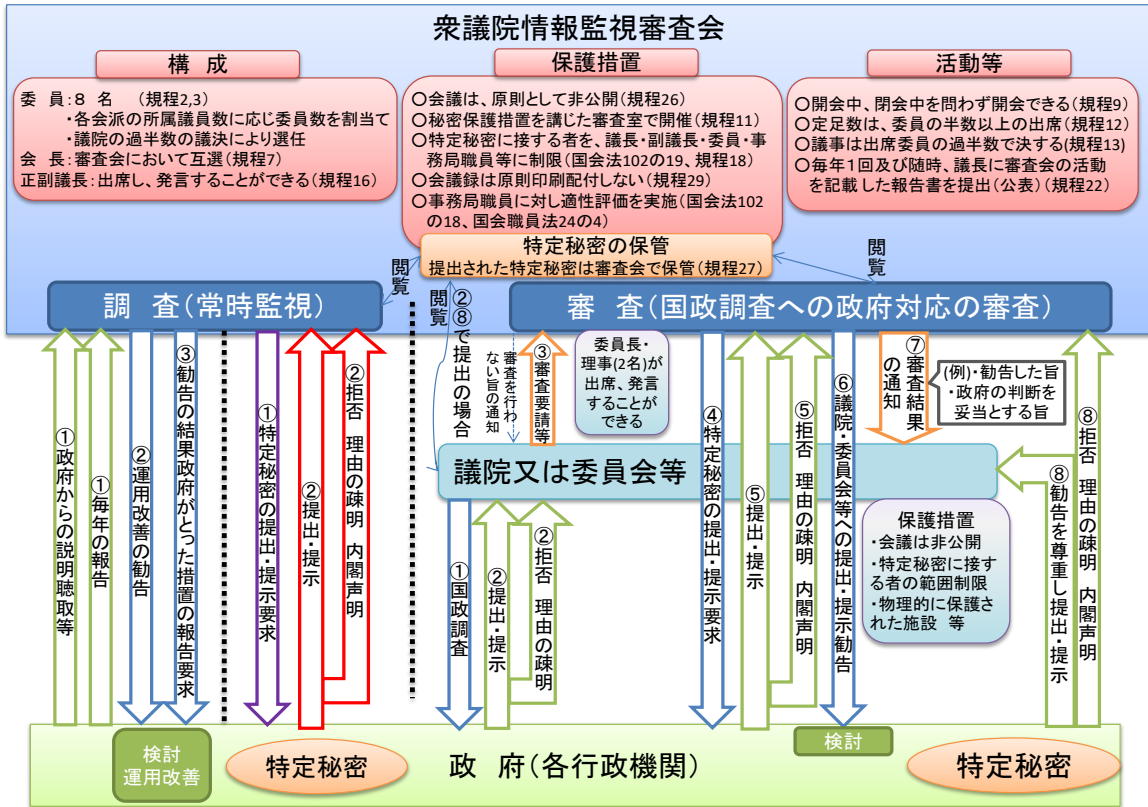 衆議院情報監視審査会
構 成
委 員:8 名 (規程2,3)
・各会派の所属議員数に応じ委員数を割当て
・議院の過半数の議決により選任
会 長:審査会において互選(規程7)
正副議長:出席し、発言することができる(規程16)
保護措置
○会議は、原則として非公開(規程26)
○秘密保護措置を講じた審査室で開催(規程11)
○特定秘密に接する者を、議長・副議長・委員・事
務局職員等に制限(国会法102の19、規程18)
○会議録は原則印刷配付しない(規程29)
○事務局職員に対し適性評価を実施(国会法102
の18、国会職員法24の4)
活動等
○開会中、閉会中を問わず開会できる(規程9)
○定足数は、委員の半数以上の出席(規程12)
○議事は出席委員の過半数で決する(規程13)
○毎年1回及び随時、議長に審査会の活動
を記載した報告書を提出(公表)(規程22)
特定秘密の保管
提出された特定秘密は審査会で保管(規程27)
閲覧
閲覧
閲覧
調 査(常時監視)
審 査(国政調査への政府対応の審査)
①政府からの説明聴取等
①毎年の報告
②運用改善の勧告
③勧告の結果政府がとった措置の報告要求
①特定秘密の提出・提示要求
②提出・提示
②拒否 理由の疎明 内閣声明
②⑧で提出の場合
審査を行わ
ない旨の通知
③審査要請等
委員長・
理事(2名)が
出席、発言
することが
できる
④特定秘密の提出・提示要求
⑤提出・提示
⑤拒否 理由の疎明 内閣声明
⑥議院・委員会等への提出・提示勧告
⑦審査結果
の通知
(例)・勧告した旨
・政府の判断を
妥当とする旨
⑧拒否 理由の疎明 内閣声明
⑧勧告を尊重し提出・提示
議院又は委員会等
①国政調査
②提出・提示
②拒否 理由の疎明
保護措置
・会議は非公開
・特定秘密に接す
る者の範囲制限
・物理的に保護さ
れた施設 等
検討
運用改善
特定秘密
政 府(各行政機関)
検討
特定秘密